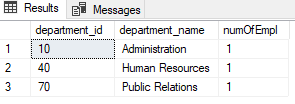 Results Messages
department_id department_name numOfEmpl
1 10 Administration 1
2 40 Human Resources 1
3 70 Public Relations 1